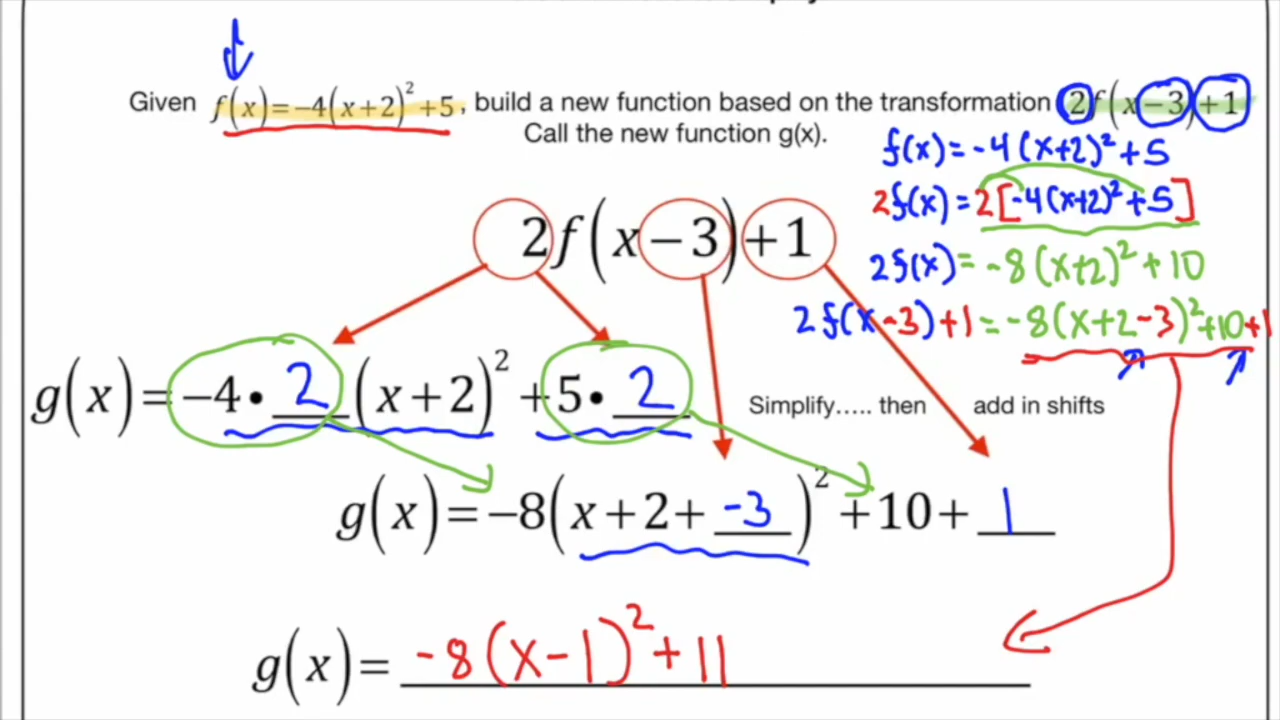 Given f(x)=−4(x+2)²+5, build a new function based on the transformation 2f(x−3)+1
Call the new function g(x).
f(x)=-4(x+2)²+5
2f(x)=2[-4(x+2)²+5]
2f(x)=-8(x+2)²+10
2f(x-3)+1=-8(x+2-3)²+10+1
2f(x−3)+1
g(x)=−4•2(x+2)²+5•2
Simplify..... then add in shifts
g(x)=−8(x+2+-3)²+10+1
g(x)=-8(x-1)²+11